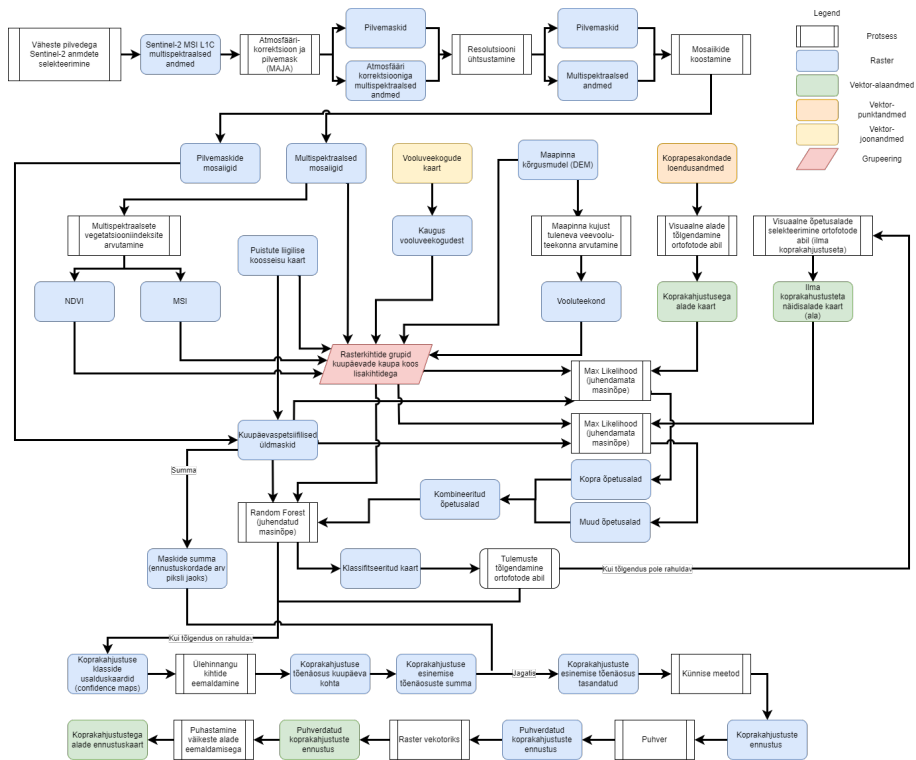 Väheste pilvedega
Sentinel-2 anmdete
selekteerimine
Sentinel-2 MSI L1C
multispektraalsed
andmed
Atmosfääri-
korrektsioon ja
pilvemask
(MAJA)
Pilvemaskid
Atmosfääri
korrektsiooniga
multispektraalsed
andmed
Resolutsiooni
ühtsustamine
Pilvemaskid
Multispektraalsed
andmed
Mosaiikide
koostamine
Legend
Protsess
Raster
Vektor-alaandmed
Vektor-
punktandmed
Vektor-
joonandmed
Grupeering
Pilvemaskide
mosaiigid
Multispektraalsed
mosaiigid
Vooluveekogude
kaart
Maapinna
kõrgusmudel (DEM)
Koprapesakondade
loendusandmed
Multispektraalsete
vegetatsiooniindeksite
arvutamine
Puistute liigilise
koosseisu kaart
Kaugus
vooluveekogudest
Maapinna kujust
tuleneva veevoolu-
teekonna arvutamine
Visuaalne alade
tõlgendamine
ortofotode abil
Visuaalne õpetusalade
selekteerimine ortofotode
abil (ilma
koprakahjustuseta)
NDVI
MSI
Vooluteekond
Koprakahjustusega
alade kaart
Ilma
koprakahustusteta
näidisalade kaart
(ala)
Rasterkihtide grupid
kuupäevade kaupa koos
lisakihtidega
Max Likelihood
(juhendamata
masinõpe)
Max Likelihood
(juhendamata
masinõpe)
Kuupäevaspetsiifilised
üldmaskid
Summa
Kopra õpetusalad
Kombineeritud
õpetusalad
Muud õpetusalad
Random Forest
(juhendatud
masinõpe)
Maskide summa
(ennustuskordade arv
piksli jaoks)
Klassifitseeritud kaart
Tulemuste
tõlgendamine
ortofotode abil
Kui tõlgendus pole rahuldav
Kui tõlgendus on rahuldav
Koprakahjustuse
klasside
usalduskaardid
(confidence maps)
Ülehinnangu
kihtide
eemaldamine
Koprakahjustuse
tõenäosus kuupäeva
kohta
Koprakahjustuse
esinemise
tõenäosuste summa
Jagatis
Koprakahjustuste
esinemise tõenäosus
tasandatud
Künnise meetod
Koprakahjustustega
alade ennustuskaart
Puhastamine
väikeste alade
eemaldamisega
Puhverdatud
koprakahjustuste
ennustus
Raster vekotoriks
Puhverdatud
koprakahjustuste
ennustus
Puhver
Koprakahjustuste
ennustus